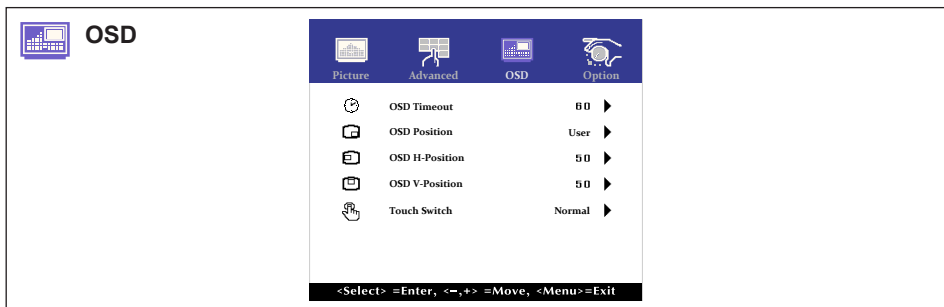 OSD
Picture Advanced OSD Option
OSD Timeout 60
OSD Position User
OSD H-Position 50
OSD V-Position 50
Touch Switch Normal
<Select> =Enter, <−,+> =Move, <Menu>=Exit